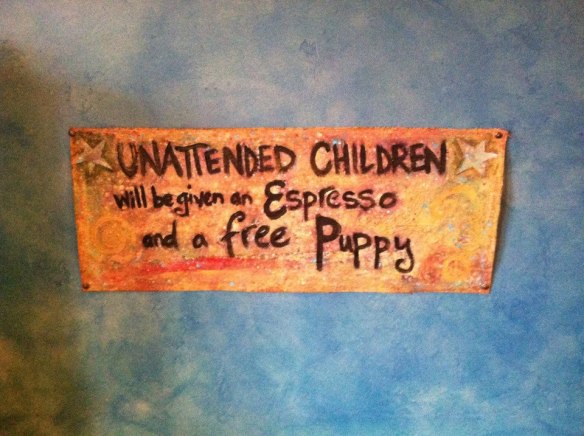 UNATTENDED CHILDREN
will be given an Espresso
and a free Puppy